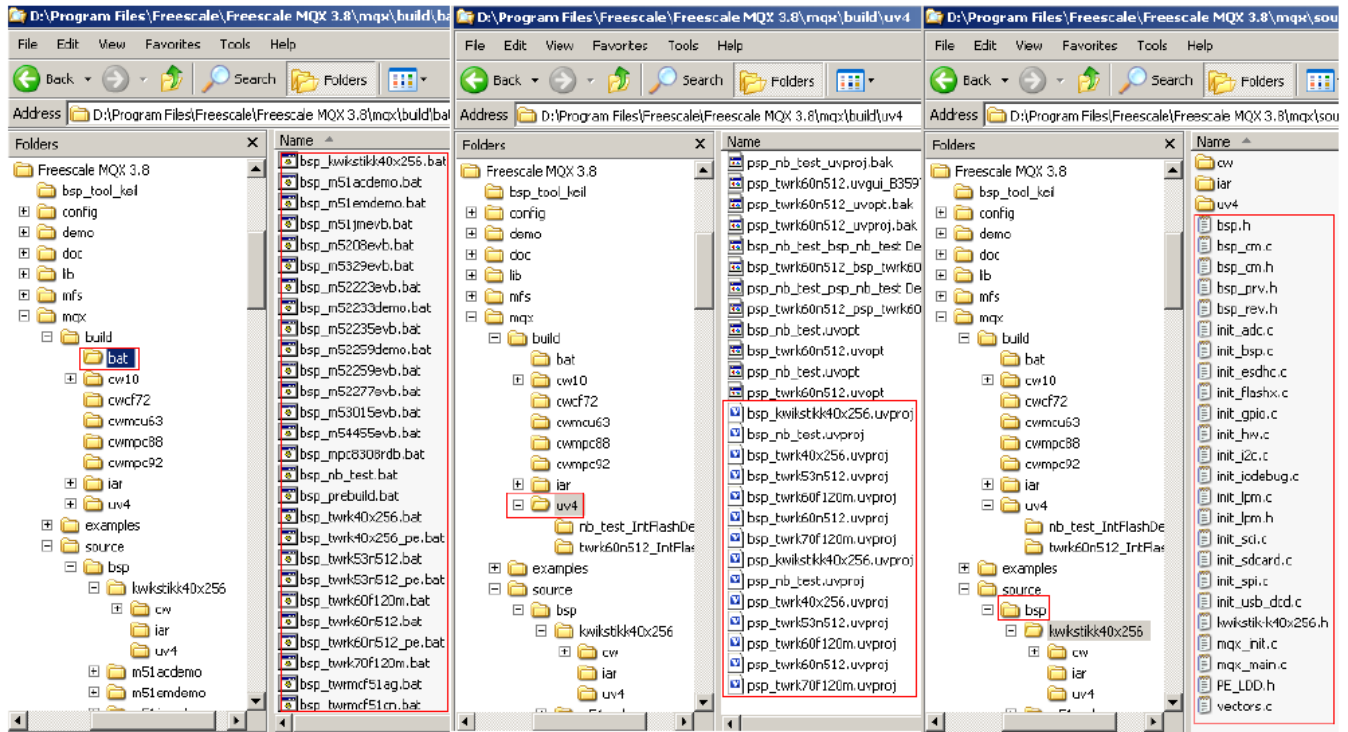 D:\Program Files\Freescale\Freescale MQX 3.8\mqx\build\ba
File Edit View Favorites Tools Help
Back Search Folders
Address D:\Program Files\Freescale\Freescale MQX 3.8\mqx\build\bat
Folders
Freescale MQX 3.8
bsp_tool_keil
config
demo
doc
lib
mfs
mqx
build
bat
cw10
cwcf72
cwmcu63
cwmpc88
cwmpc92
iar
uv4
examples
source
bsp
kwikstikk40x256
cw
iar
uv4
m51acdemo
m51emdemo
Name
bsp_kwikstikk40x256.bat
bsp_m51acdemo.bat
bsp_m51emdemo.bat
bsp_m51jmevb.bat
bsp_m5208evb.bat
bsp_m5329evb.bat
bsp_m52223evb.bat
bsp_m52233demo.bat
bsp_m52235evb.bat
bsp_m52259demo.bat
bsp_m52259evb.bat
bsp_m52277evb.bat
bsp_m53015evb.bat
bsp_m54455evb.bat
bsp_mpc8308rdb.bat
bsp_nb_test.bat
bsp_prebuild.bat
bsp_twrk40x256.bat
bsp_twrk40x256_pe.bat
bsp_twrk53n512.bat
bsp_twrk53n512_pe.bat
bsp_twrk60f120m.bat
bsp_twrk60n512.bat
bsp_twrk60n512_pe.bat
bsp_twrk70f120m.bat
bsp_twrmcf51ag.bat
bsp_twrmcf51cn.bat
D:\Program Files\Freescale\Freescale MQX 3.8\mqx\build\uv4
File Edit View Favorites Tools Help
Back Search Folders
Address D:\Program Files\Freescale\Freescale MQX 3.8\mqx\build\uv4
Folders
Freescale MQX 3.8
bsp_tool_keil
config
demo
doc
lib
mfs
mqx
build
bat
cw10
cwcf72
cwmcu63
cwmpc88
cwmpc92
iar
uv4
nb_test_IntFlashDe
twrk60n512_IntFlas
examples
source
bsp
kwikstikk40x256
cw
iar
uv4
Name
psp_nb_test_uvproj.bak
psp_twrk60n512.uvgui_B359
psp_twrk60n512_uvopt.bak
psp_twrk60n512_uvproj.bak
bsp_nb_test_bsp_nb_test De
bsp_twrk60n512_bsp_twrk60
psp_nb_test_psp_nb_test De
psp_twrk60n512_psp_twrk60
bsp_nb_test.uvopt
bsp_twrk60n512.uvopt
psp_nb_test.uvopt
psp_twrk60n512.uvopt
bsp_kwikstikk40x256.uvproj
bsp_nb_test.uvproj
bsp_twrk40x256.uvproj
bsp_twrk53n512.uvproj
bsp_twrk60f120m.uvproj
bsp_twrk60n512.uvproj
bsp_twrk70f120m.uvproj
psp_kwikstikk40x256.uvproj
psp_nb_test.uvproj
psp_twrk40x256.uvproj
psp_twrk53n512.uvproj
psp_twrk60f120m.uvproj
psp_twrk60n512.uvproj
psp_twrk70f120m.uvproj
D:\Program Files\Freescale\Freescale MQX 3.8\mqx\sou
File Edit View Favorites Tools Help
Back Search Folders
Address D:\Program Files\Freescale\Freescale MQX 3.8\mqx\sou
Folders
Freescale MQX 3.8
bsp_tool_keil
config
demo
doc
lib
mfs
mqx
build
bat
cw10
cwcf72
cwmcu63
cwmpc88
cwmpc92
iar
uv4
nb_test_IntFlashDe
twrk60n512_IntFlas
examples
source
bsp
kwikstikk40x256
cw
iar
uv4
Name
cw
iar
uv4
bsp.h
bsp_cm.c
bsp_cm.h
bsp_prv.h
bsp_rev.h
init_adc.c
init_bsp.c
init_esdhc.c
init_flashx.c
init_gpio.c
init_hw.c
init_i2c.c
init_iodebug.c
init_lpm.c
init_lpm.h
init_sci.c
init_sdcard.c
init_spi.c
init_usb_dcd.c
kwikstikk40x256.h
mqx_init.c
mqx_main.c
PE_LDD.h
vectors.c